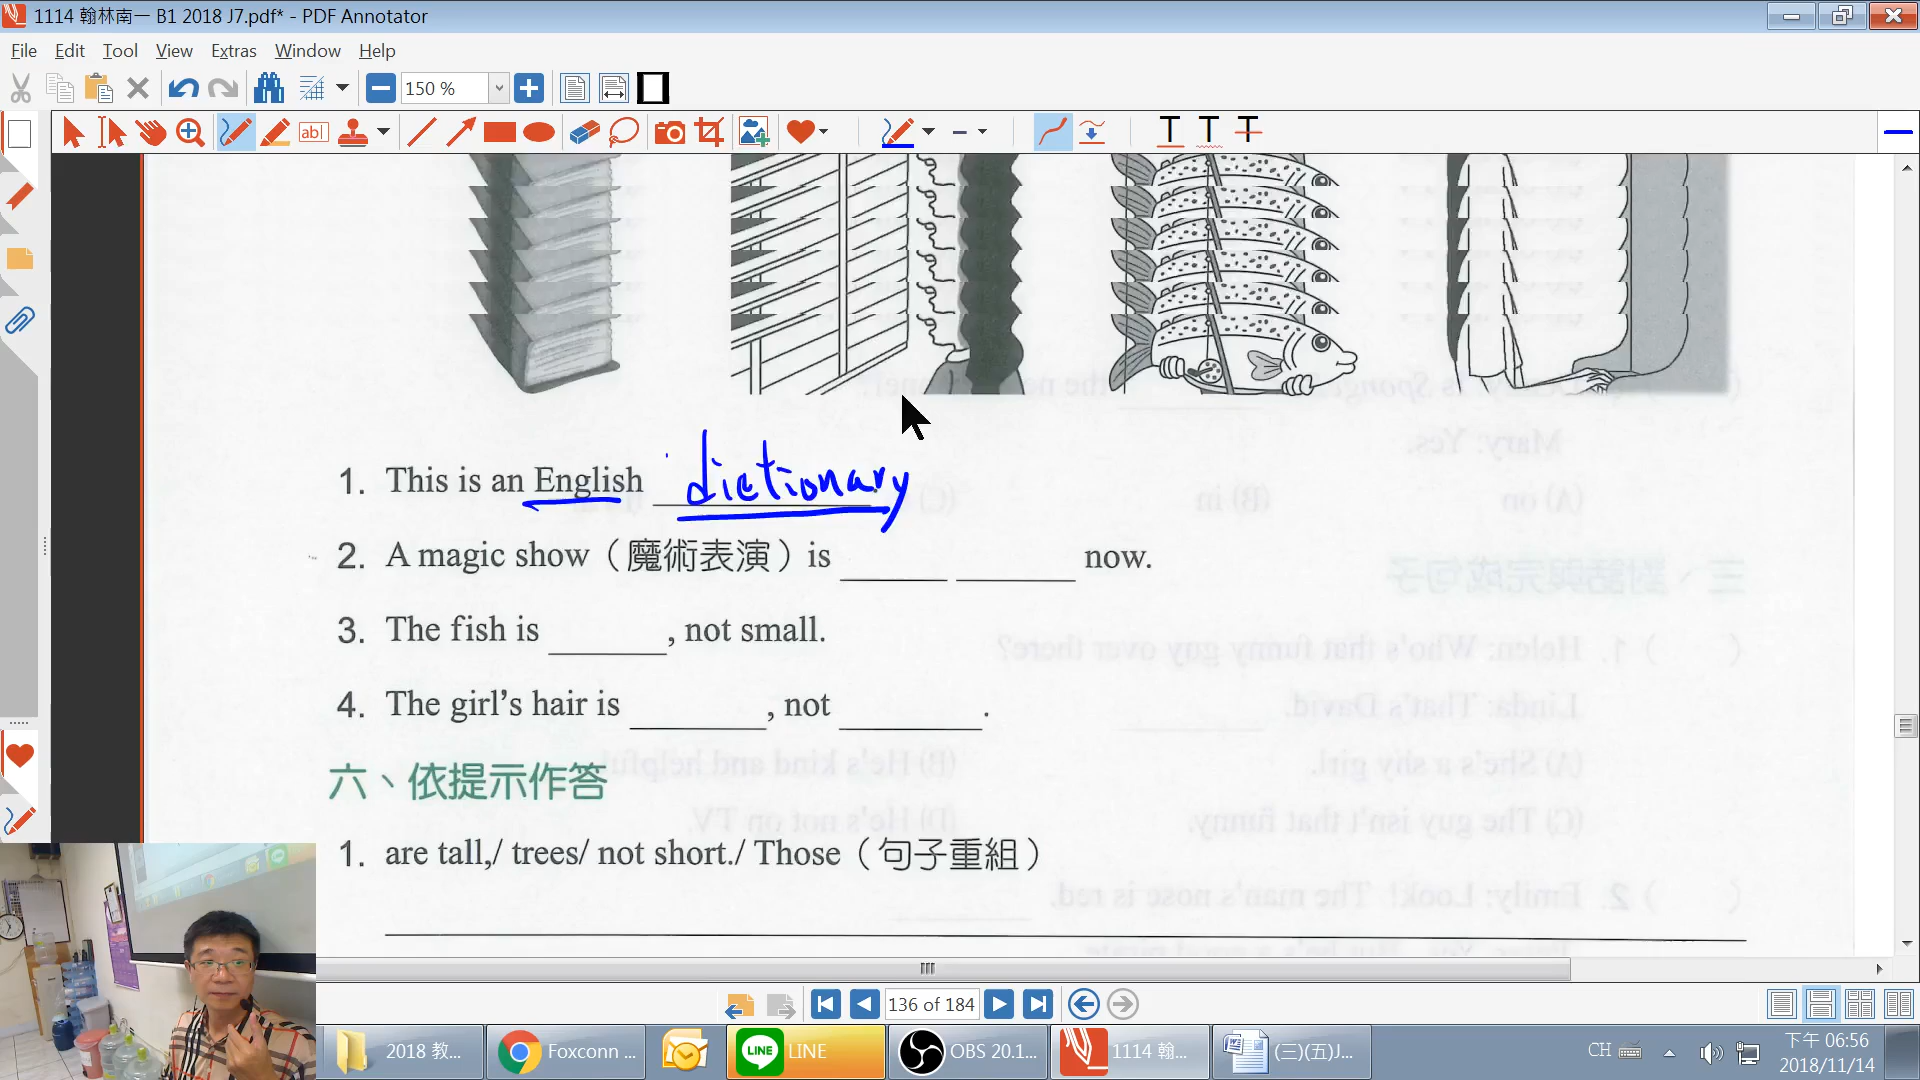 1114 翰林南一 B1 2018 J7.pdf* - PDF Annotator
File Edit Tool View Extras Window Help
150 %
ab|
T T T
1. This is an English dictionary
2. A magic show（魔術表演）is ______ ______ now.
3. The fish is ______, not small.
4. The girl's hair is ______, not ______.
六、依提示作答
1. are tall,/ trees/ not short./ Those（句子重組）
136 of 184
2018 教...
Foxconn ...
LINE LINE
OBS 20.1...
1114 翰...
(三)(五)J...
CH
下午 06:56
2018/11/14